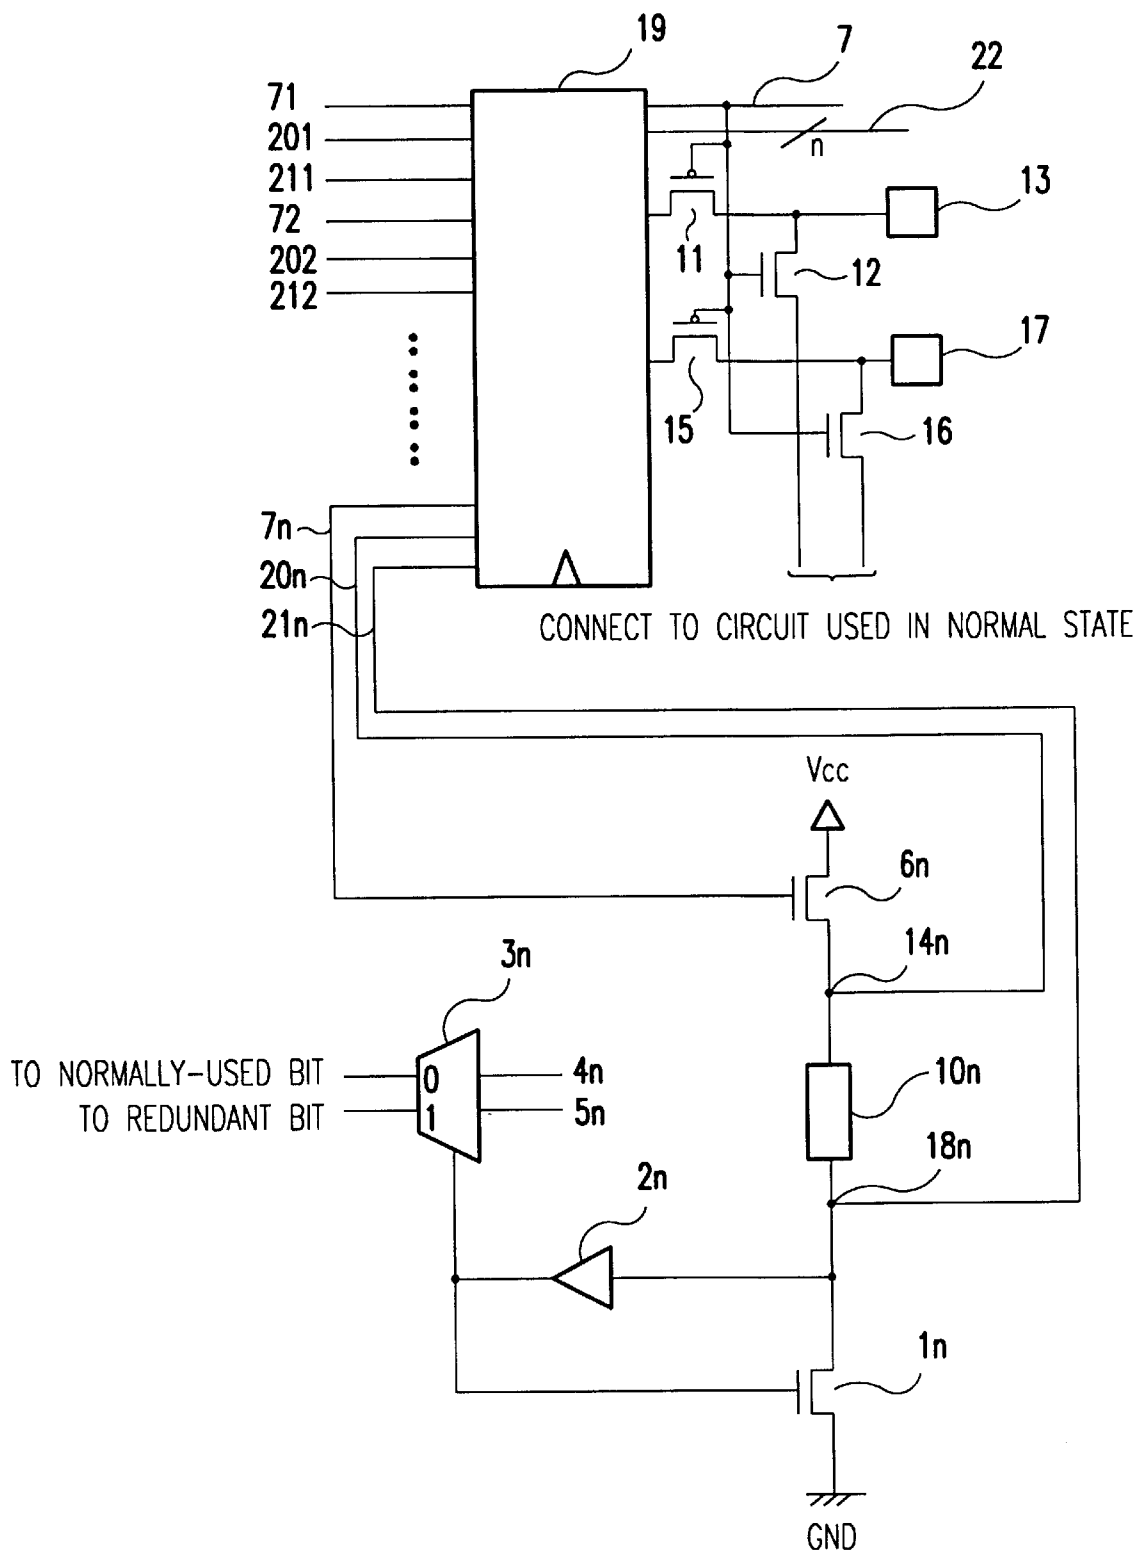 19
7
22
71
201
n
211
13
72
11
202
12
212
17
15
16
7n
20n
21n
CONNECT TO CIRCUIT USED IN NORMAL STATE
Vcc
6n
14n
3n
TO NORMALLY-USED BIT
0
4n
10n
TO REDUNDANT BIT
1
5n
18n
2n
1n
GND